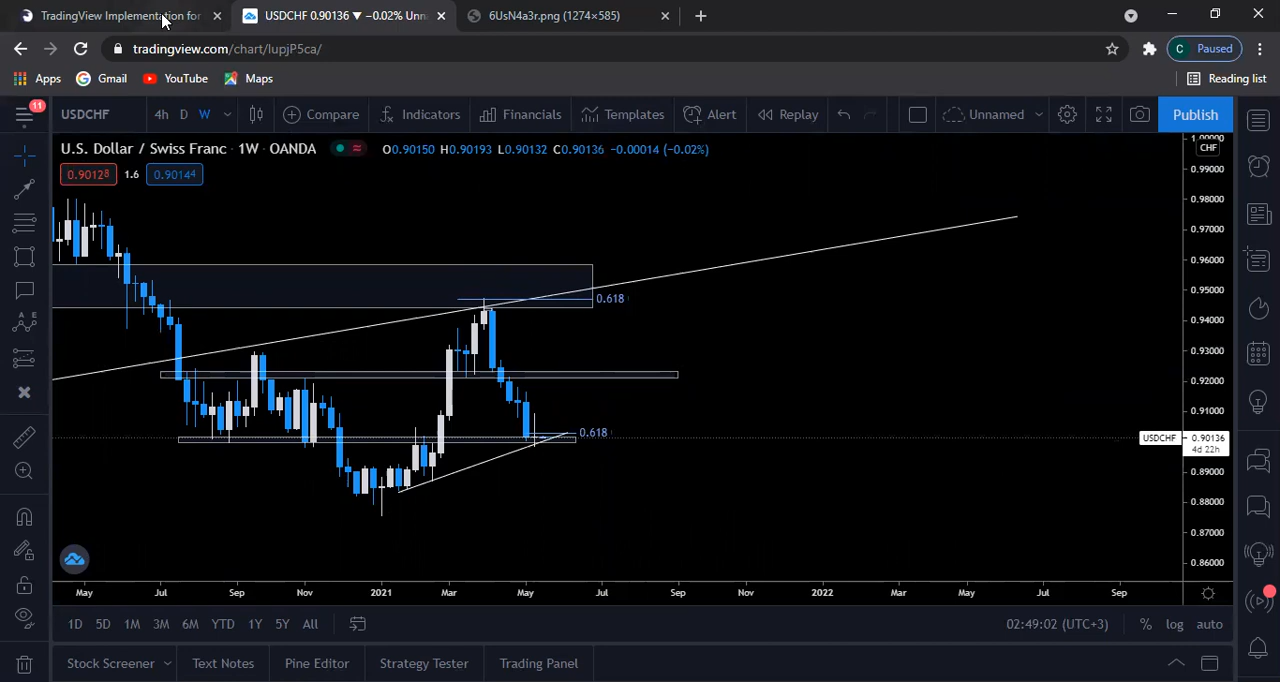 TradingView Implementation for
USDCHF 0.90136 ▼ −0.02% Unna
6UsN4a3r.png (1274×585)
tradingview.com/chart/lupjP5ca/
C Paused
Apps Gmail YouTube Maps Reading list
11
USDCHF 4h D W Compare Indicators Financials Templates Alert Replay Unnamed Publish
U.S. Dollar / Swiss Franc · 1W · OANDA O0.90150 H0.90193 L0.90132 C0.90136 −0.00014 (−0.02%)
0.90128 1.6 0.90144
1.00000
CHF
0.99000
0.98000
0.97000
0.96000
0.95000
0.94000
0.93000
0.92000
0.91000
USDCHF 0.90136
4d 22h
0.89000
0.88000
0.87000
0.86000
0.618
0.618
May Jul Sep Nov 2021 Mar May Jul Sep Nov 2022 Mar May Jul Sep
1D 5D 1M 3M 6M YTD 1Y 5Y All 02:49:02 (UTC+3) % log auto
Stock Screener Text Notes Pine Editor Strategy Tester Trading Panel